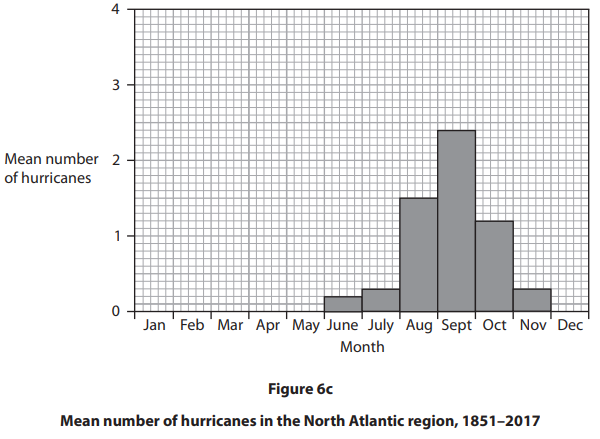 4
3
Mean number
of hurricanes
2
1
0
Jan Feb Mar Apr May June July Aug Sept Oct Nov Dec
Month
Figure 6c
Mean number of hurricanes in the North Atlantic region, 1851–2017